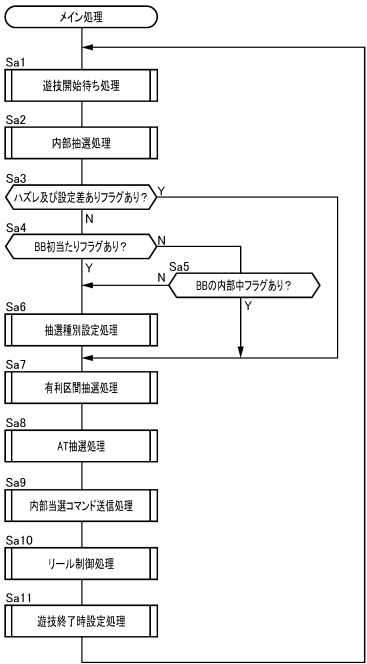 メイン処理
Sa1
遊技開始待ち処理
Sa2
内部抽選処理
Sa3
ハズレ及び設定差ありフラグあり?
Y
N
Sa4
BB初当たりフラグあり?
N
Y
Sa5
BBの内部中フラグあり?
N
Y
Sa6
抽選種別設定処理
Sa7
有利区間抽選処理
Sa8
AT抽選処理
Sa9
内部当選コマンド送信処理
Sa10
リール制御処理
Sa11
遊技終了時設定処理